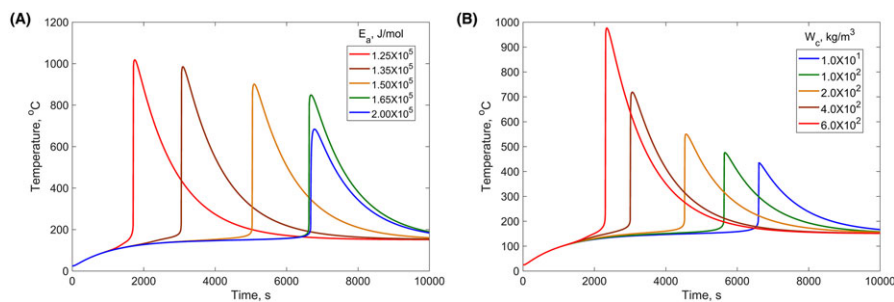 (A)
1200
1000
800
600
400
200
0
Temperature, °C
0 2000 4000 6000 8000 10000
Time, s
E_a, J/mol
1.25X10^5
1.35X10^5
1.50X10^5
1.65X10^5
2.00X10^5
(B)
1000
900
800
700
600
500
400
300
200
100
0
Temperature, °C
0 2000 4000 6000 8000 10000
Time, s
W_c, kg/m^3
1.0X10^1
1.0X10^2
2.0X10^2
4.0X10^2
6.0X10^2